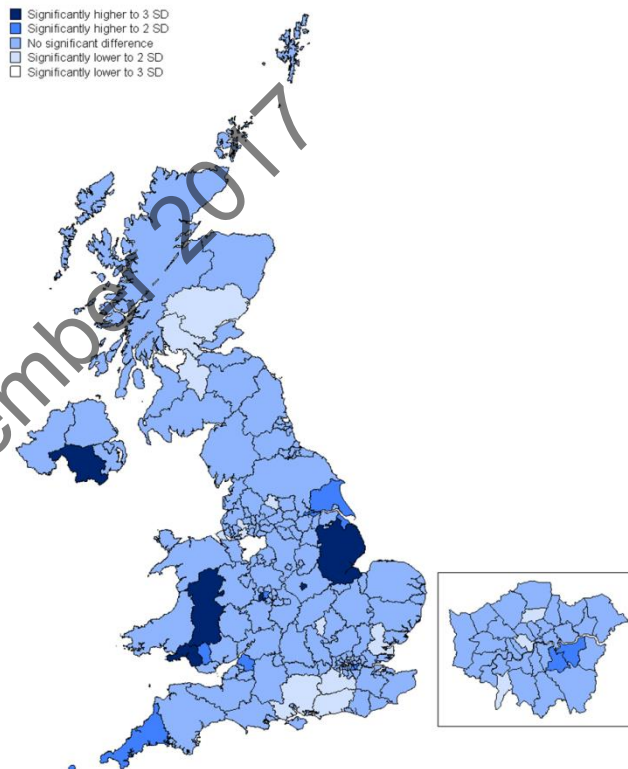 Significantly higher to 3 SD
Significantly higher to 2 SD
No significant difference
Significantly lower to 2 SD
Significantly lower to 3 SD
ember 2017